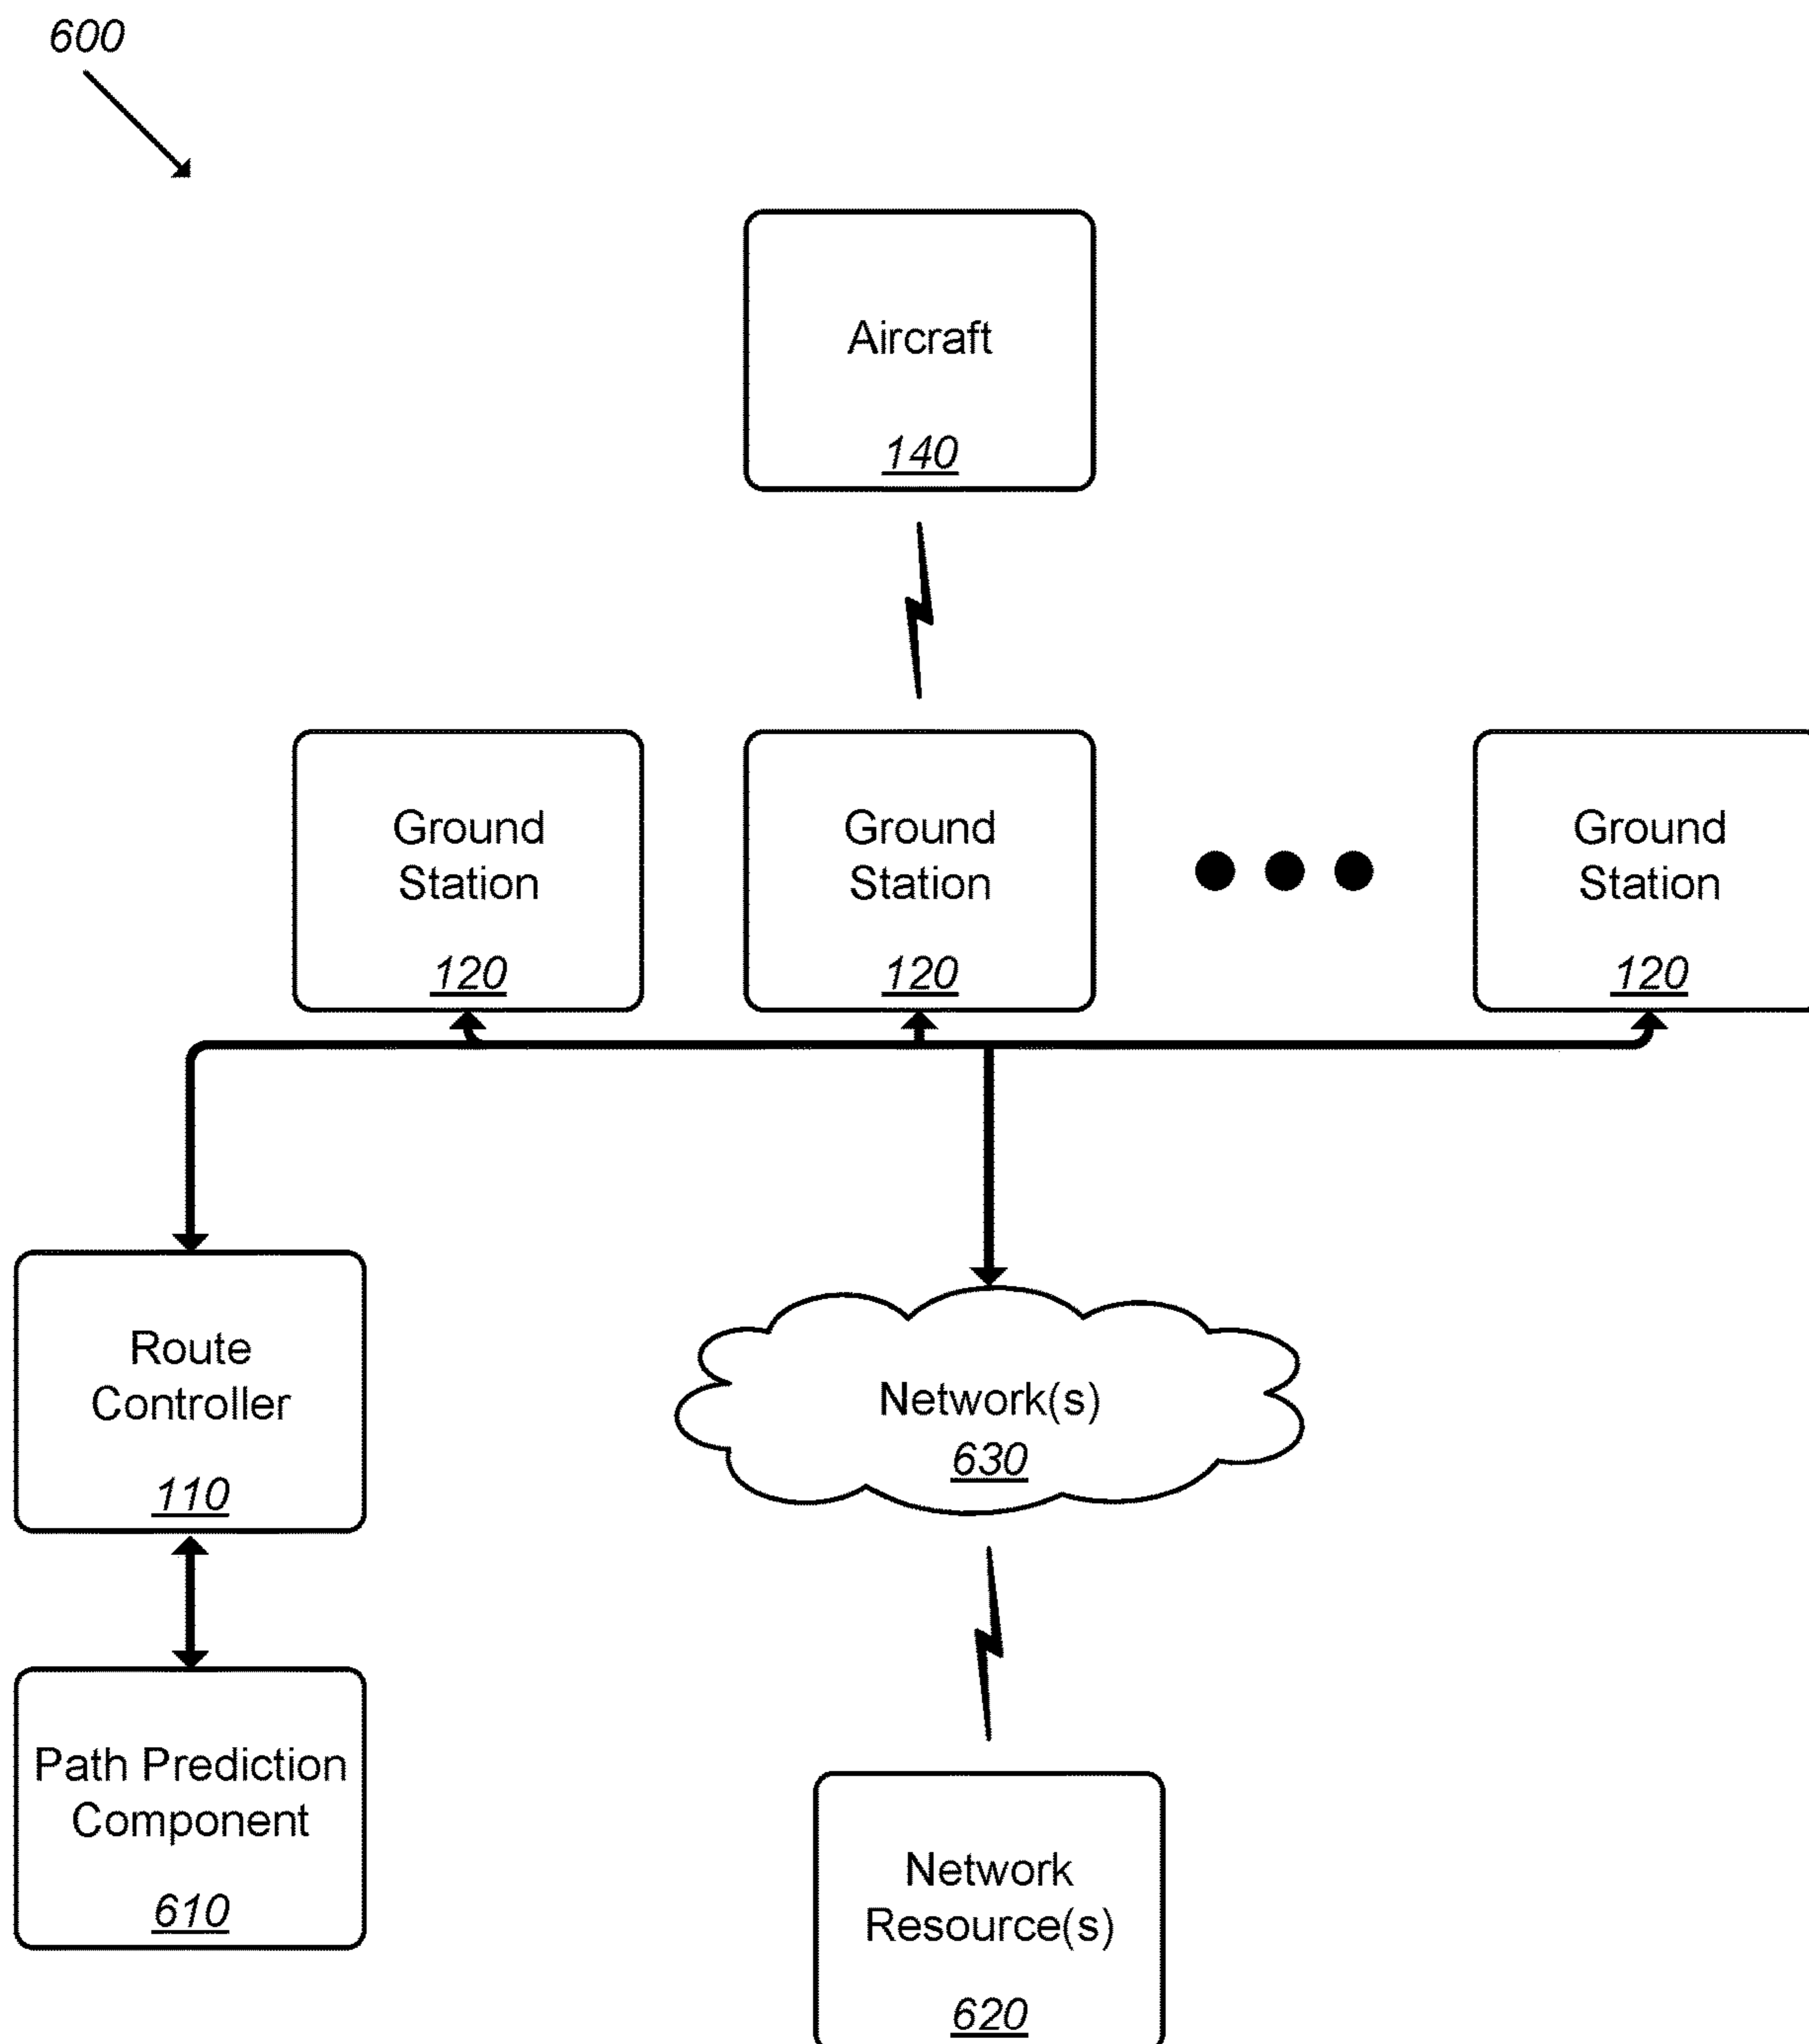 600
Aircraft
140
Ground
Station
120
Ground
Station
120
Ground
Station
120
Route
Controller
110
Network(s)
630
Path Prediction
Component
610
Network
Resource(s)
620